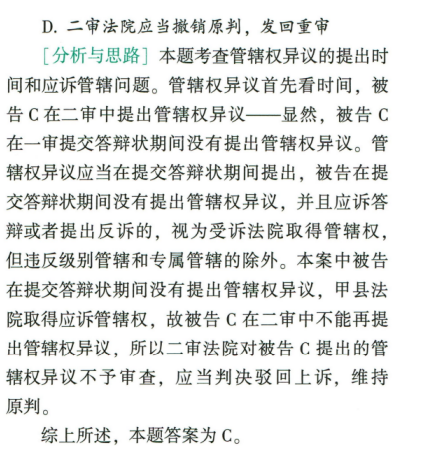 D. 二审法院应当撤销原判，发回重审
［分析与思路］本题考查管辖权异议的提出时
间和应诉管辖问题。管辖权异议首先看时间，被
告 C 在二审中提出管辖权异议——显然，被告 C
在一审提交答辩状期间没有提出管辖权异议。管
辖权异议应当在提交答辩状期间提出，被告在提
交答辩状期间没有提出管辖权异议，并且应诉答
辩或者提出反诉的，视为受诉法院取得管辖权，
但违反级别管辖和专属管辖的除外。本案中被告
在提交答辩状期间没有提出管辖权异议，甲县法
院取得应诉管辖权，故被告 C 在二审中不能再提
出管辖权异议，所以二审法院对被告 C 提出的管
辖权异议不予审查，应当判决驳回上诉，维持
原判。
综上所述，本题答案为 C。